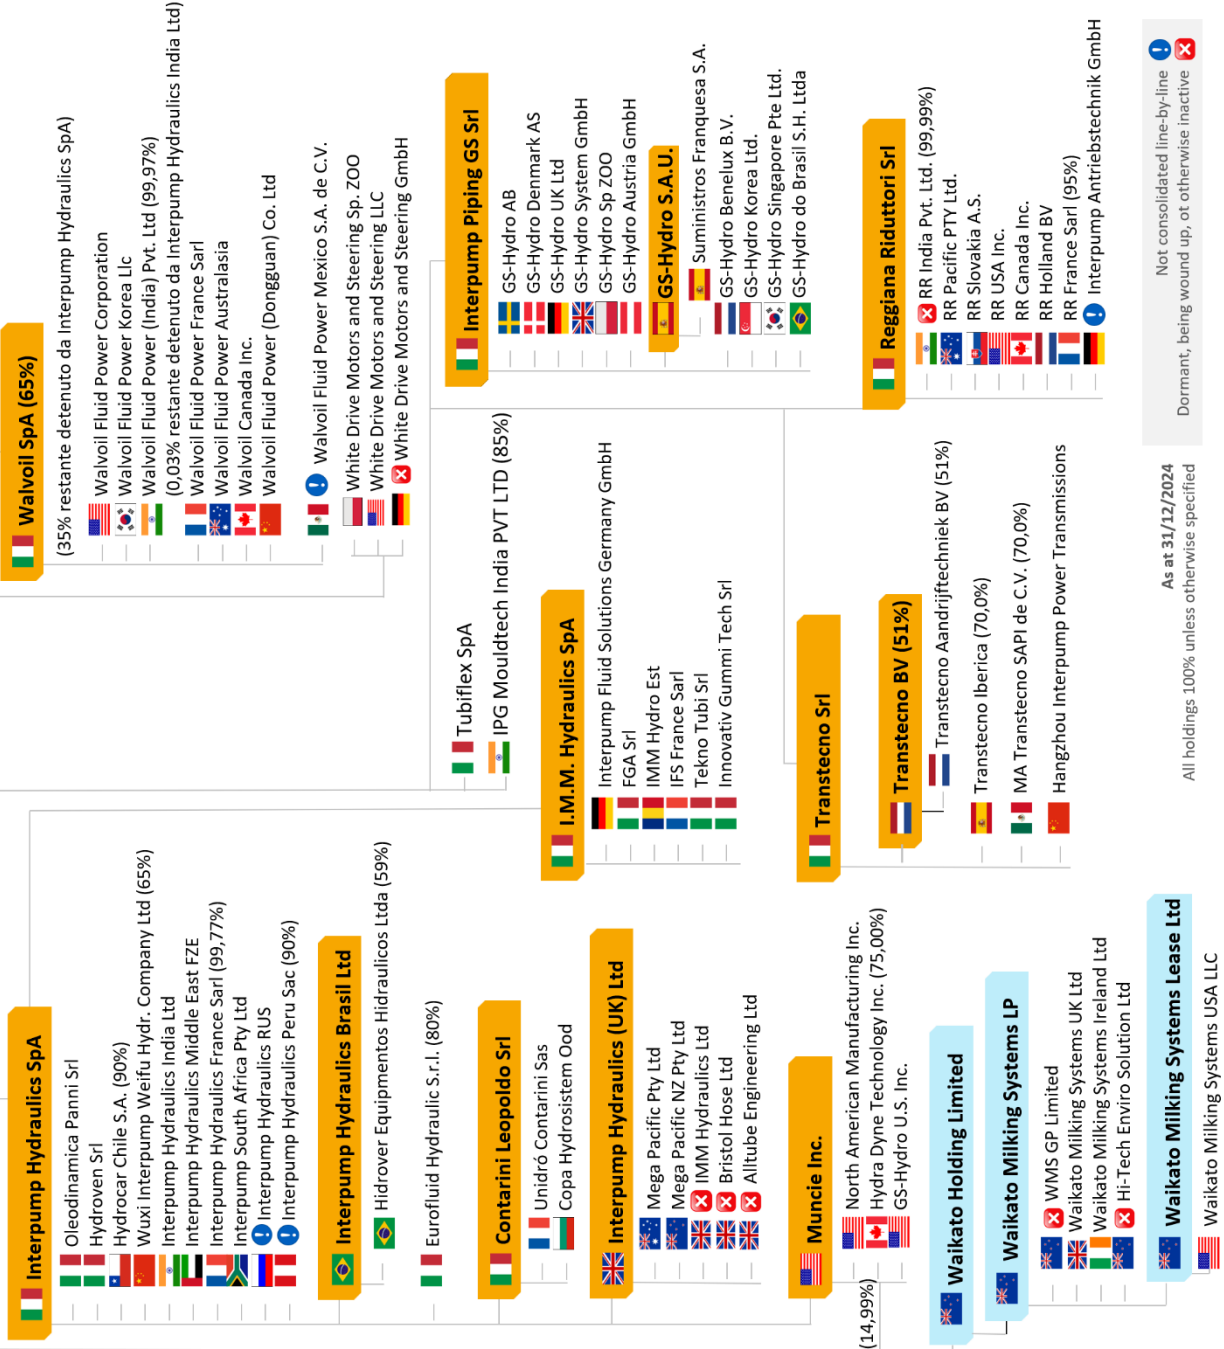 Interpump Hydraulics SpA
Oleodinamica Panni Srl
Hydroven Srl
Hydrocar Chile S.A. (90%)
Wuxi Interpump Weifu Hydr. Company Ltd (65%)
Interpump Hydraulics India Ltd
Interpump Hydraulics Middle East FZE
Interpump Hydraulics France Sarl (99,77%)
Interpump South Africa Pty Ltd
Interpump Hydraulics RUS
Interpump Hydraulics Peru Sac (90%)
Interpump Hydraulics Brasil Ltd
Hidrover Equipamentos Hidraulicos Ltda (59%)
Eurofluid Hydraulic S.r.l. (80%)
Contarini Leopoldo Srl
Unidró Contarini Sas
Copa Hydrosistem Ood
Interpump Hydraulics (UK) Ltd
Mega Pacific Pty Ltd
Mega Pacific NZ Pty Ltd
IMM Hydraulics Ltd
Bristol Hose Ltd
Alltube Engineering Ltd
Muncie Inc.
North American Manufacturing Inc.
Hydra Dyne Technology Inc. (75,00%)
GS-Hydro U.S. Inc.
(14,99%)
Waikato Holding Limited
Waikato Milking Systems LP
WMS GP Limited
Waikato Milking Systems UK Ltd
Waikato Milking Systems Ireland Ltd
Hi-Tech Enviro Solution Ltd
Waikato Milking Systems Lease Ltd
Waikato Milking Systems USA LLC
Walvoil SpA (65%)
(35% restante detenuto da Interpump Hydraulics SpA)
Walvoil Fluid Power Corporation
Walvoil Fluid Power Korea Llc
Walvoil Fluid Power (India) Pvt. Ltd (99,97%)
(0,03% restante detenuto da Interpump Hydraulics India Ltd)
Walvoil Fluid Power France Sarl
Walvoil Fluid Power Australasia
Walvoil Canada Inc.
Walvoil Fluid Power (Dongguan) Co. Ltd
Walvoil Fluid Power Mexico S.A. de C.V.
White Drive Motors and Steering Sp. ZOO
White Drive Motors and Steering LLC
White Drive Motors and Steering GmbH
Tubiflex SpA
IPG Mouldtech India PVT LTD (85%)
I.M.M. Hydraulics SpA
Interpump Fluid Solutions Germany GmbH
FGA Srl
IMM Hydro Est
IFS France Sarl
Tekno Tubi Srl
Innovativ Gummi Tech Srl
Interpump Piping GS Srl
GS-Hydro AB
GS-Hydro Denmark AS
GS-Hydro UK Ltd
GS-Hydro System GmbH
GS-Hydro Sp ZOO
GS-Hydro Austria GmbH
GS-Hydro S.A.U.
Suministros Franquesa S.A.
GS-Hydro Benelux B.V.
GS-Hydro Korea Ltd.
GS-Hydro Singapore Pte Ltd.
GS-Hydro do Brasil S.H. Ltda
Transtecno Srl
Transtecno BV (51%)
Transtecno Aandrijftechniek BV (51%)
Transtecno Iberica (70,0%)
MA Transtecno SAPI de C.V. (70,0%)
Hangzhou Interpump Power Transmissions
Reggiana Riduttori Srl
RR India Pvt. Ltd. (99,99%)
RR Pacific PTY Ltd.
RR Slovakia A.S.
RR USA Inc.
RR Canada Inc.
RR Holland BV
RR France Sarl (95%)
Interpump Antriebstechnik GmbH
As at 31/12/2024
All holdings 100% unless otherwise specified
Not consolidated line-by-line
Dormant, being wound up, ot otherwise inactive